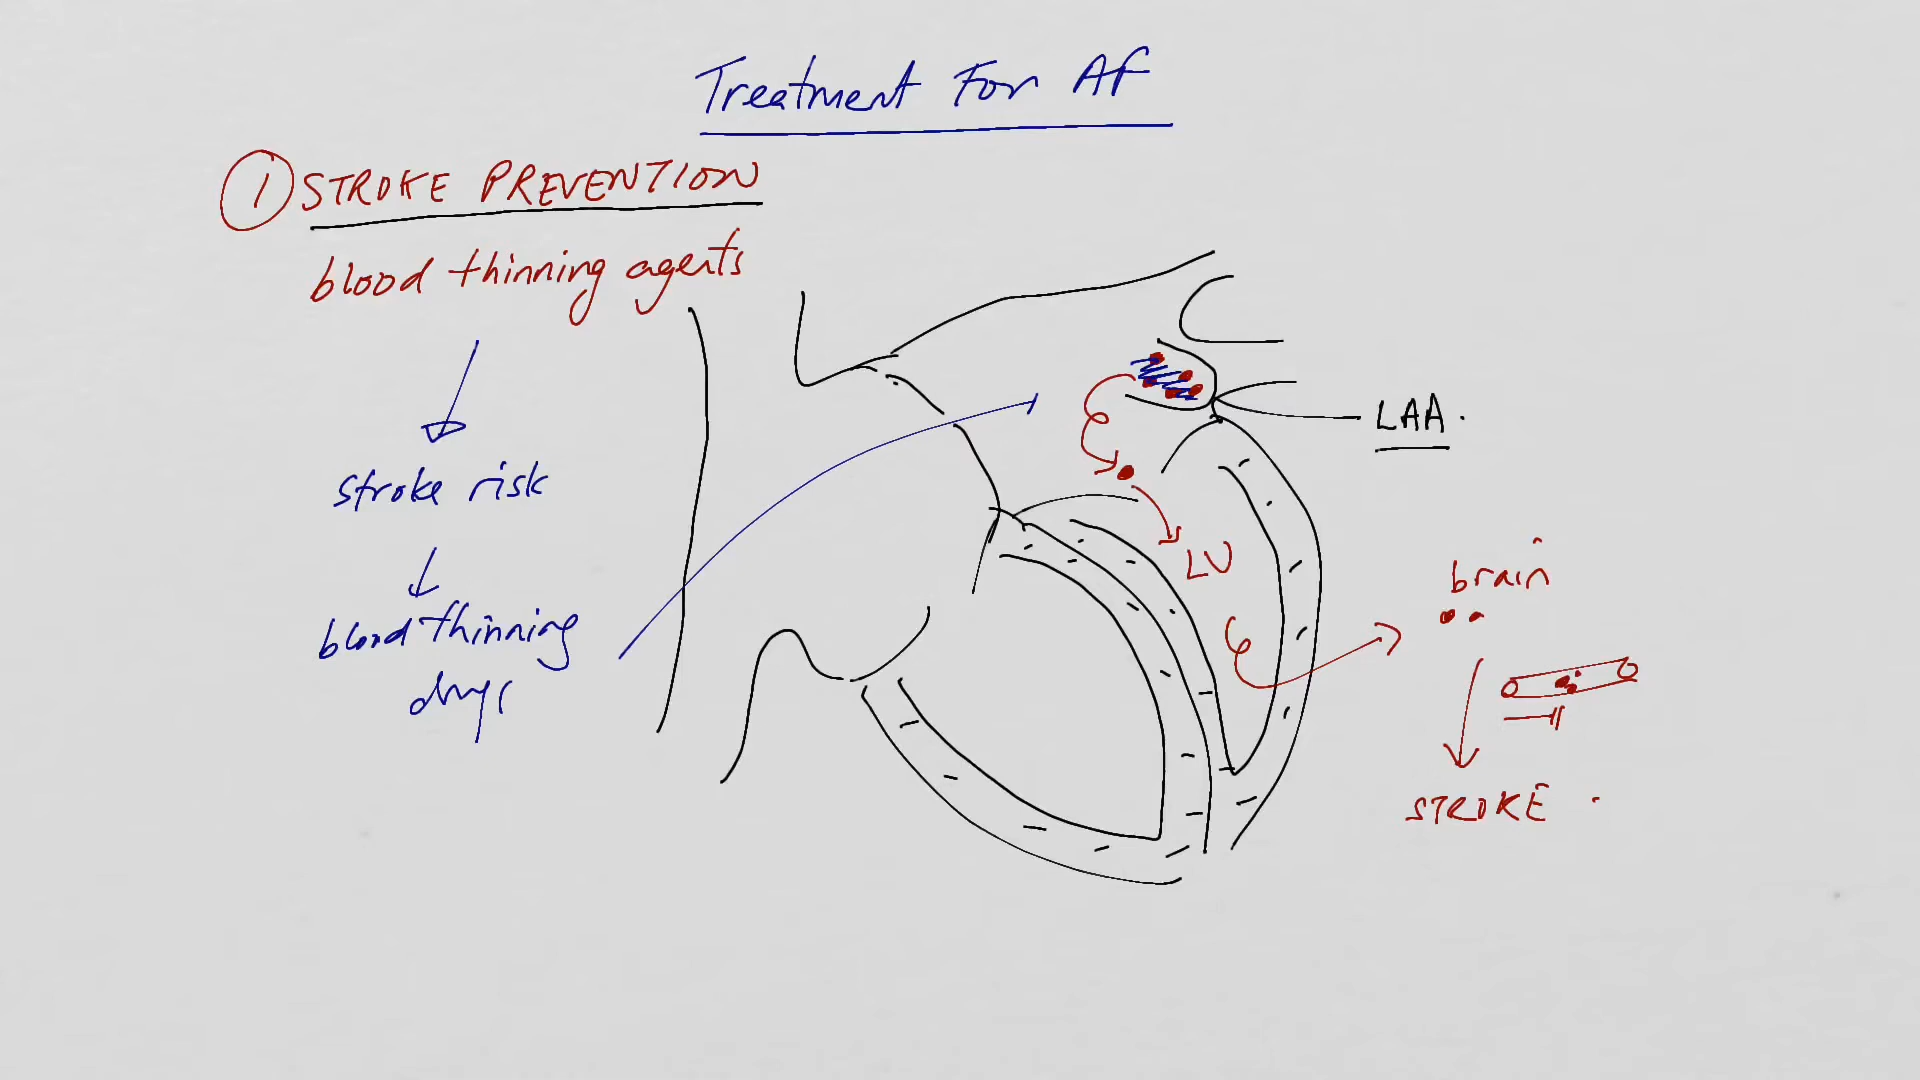 Treatment For AF
1 STROKE PREVENTION
blood thinning agents
stroke risk
blood thinning
drugs
LAA.
LV
brain
STROKE